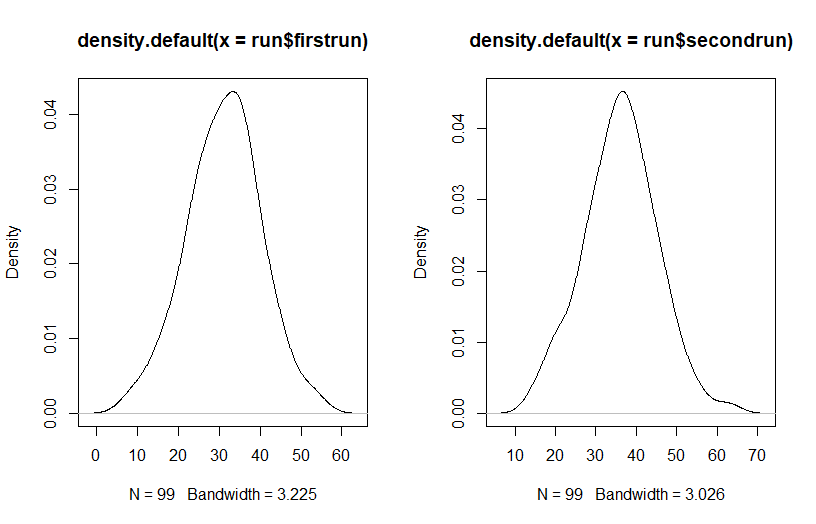 density.default(x = run$firstrun)
Density
0.00 0.01 0.02 0.03 0.04
0 10 20 30 40 50 60
N = 99 Bandwidth = 3.225
density.default(x = run$secondrun)
Density
0.00 0.01 0.02 0.03 0.04
10 20 30 40 50 60 70
N = 99 Bandwidth = 3.026